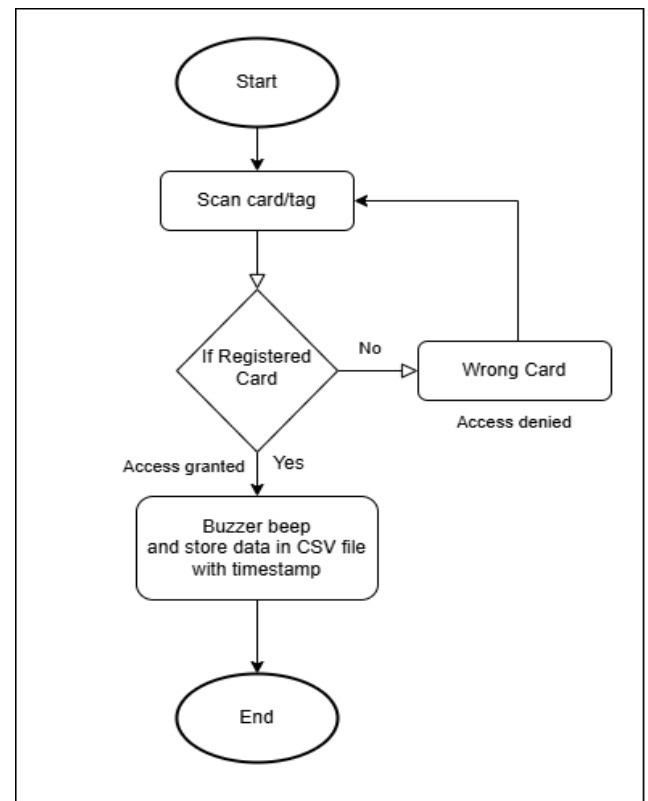 Start
Scan card/tag
If Registered
Card
No
Wrong Card
Access denied
Access granted
Yes
Buzzer beep
and store data in CSV file
with timestamp
End